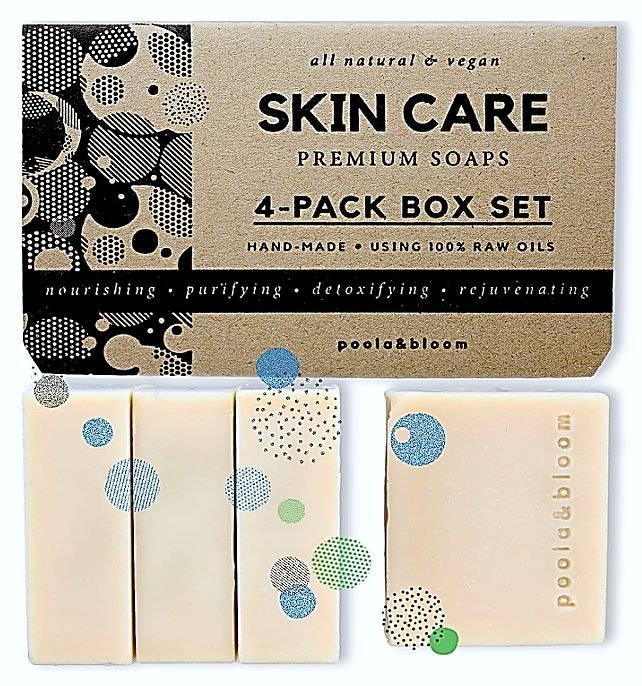 all natural & vegan
SKIN CARE
PREMIUM SOAPS
4-PACK BOX SET
HAND-MADE • USING 100% RAW OILS
nourishing • purifying • detoxifying • rejuvenating
poola&bloom
poola&bloom